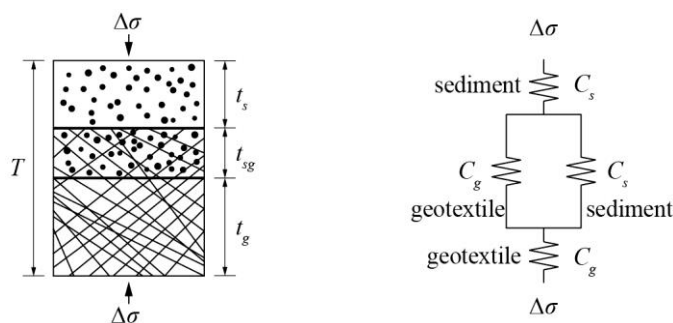 Δσ
T
t_s
t_sg
t_g
Δσ
Δσ
sediment C_s
C_g C_s
geotextile sediment
geotextile C_g
Δσ